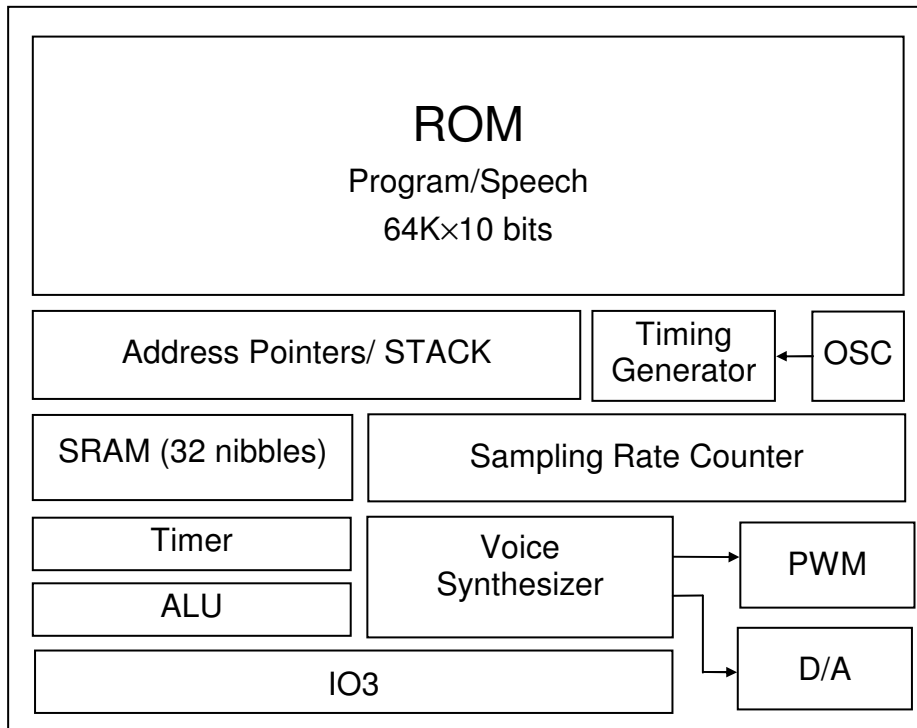 ROM
Program/Speech
64K×10 bits
Address Pointers/ STACK
Timing
Generator
OSC
SRAM (32 nibbles)
Sampling Rate Counter
Timer
Voice
Synthesizer
PWM
ALU
D/A
IO3